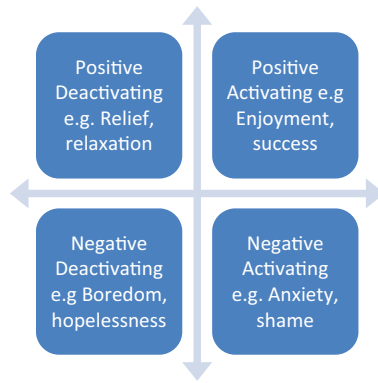 Positive
Deactivating
e.g. Relief,
relaxation
Positive
Activating e.g
Enjoyment,
success
Negative
Deactivating
e.g Boredom,
hopelessness
Negative
Activating
e.g. Anxiety,
shame